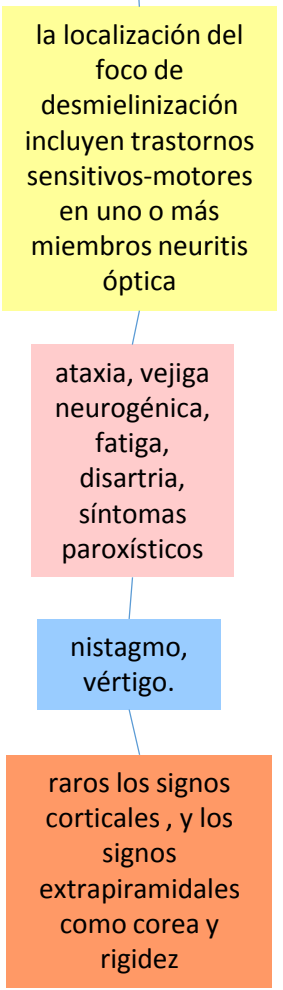 la localización del
foco de
desmielinización
incluyen trastornos
sensitivos-motores
en uno o más
miembros neuritis
óptica
ataxia, vejiga
neurogénica,
fatiga,
disartria,
síntomas
paroxísticos
nistagmo,
vértigo.
raros los signos
corticales , y los
signos
extrapiramidales
como corea y
rigidez